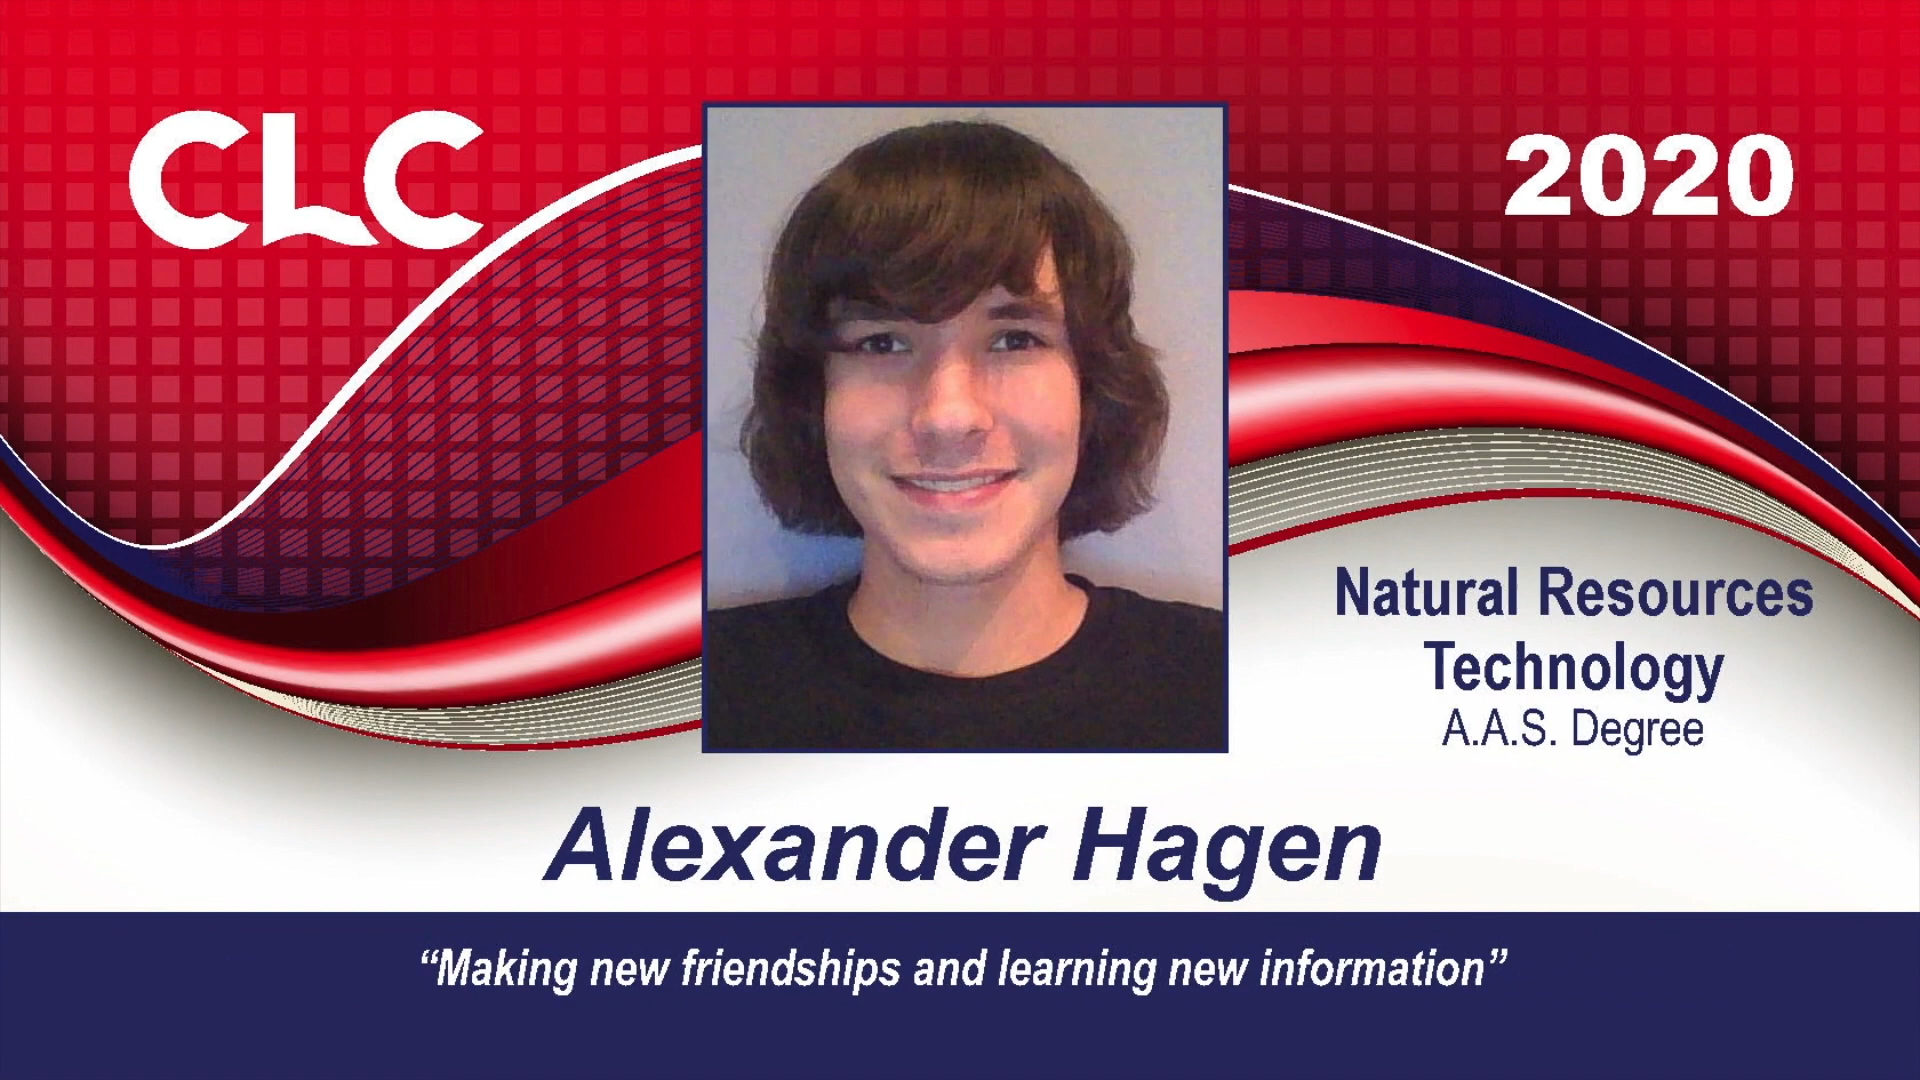 CLC
2020
Natural Resources
Technology
A.A.S. Degree
Alexander Hagen
“Making new friendships and learning new information”